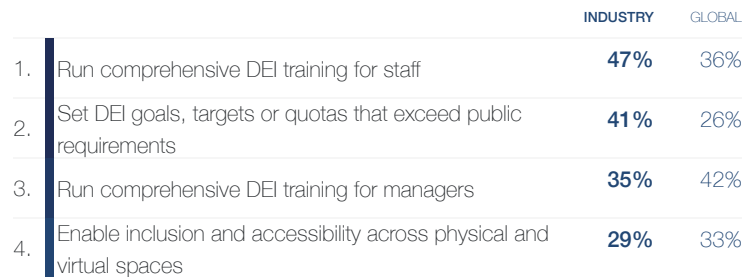 INDUSTRY GLOBAL
1. Run comprehensive DEI training for staff 47% 36%
Set DEI goals, targets or quotas that exceed public
2. 41% 26%
requirements
3. Run comprehensive DEI training for managers 35% 42%
Enable inclusion and accessibility across physical and
4. 29% 33%
virtual spaces